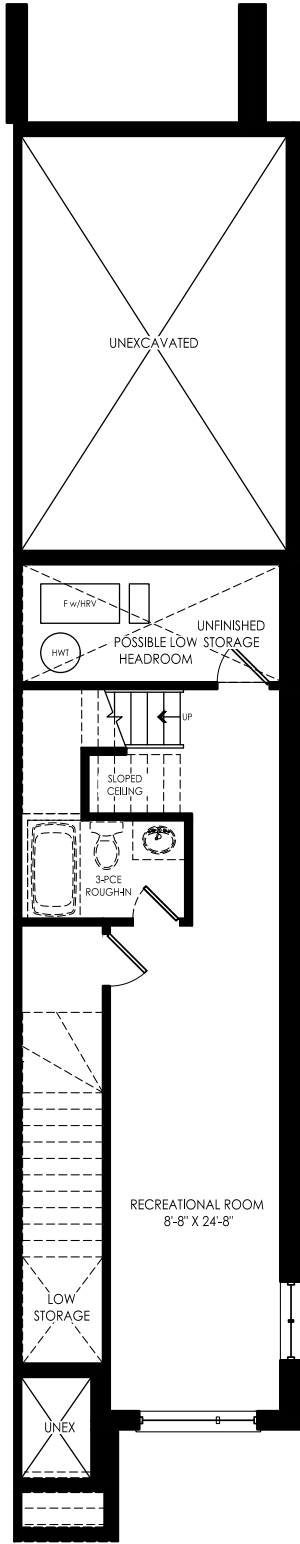 UNEXCAVATED
F w/HRV
UNFINISHED
STORAGE
POSSIBLE LOW
HEADROOM
HWT
UP
SLOPED
CEILING
3-PCE
ROUGH-IN
RECREATIONAL ROOM
8'-8" X 24'-8"
LOW
STORAGE
UNEX